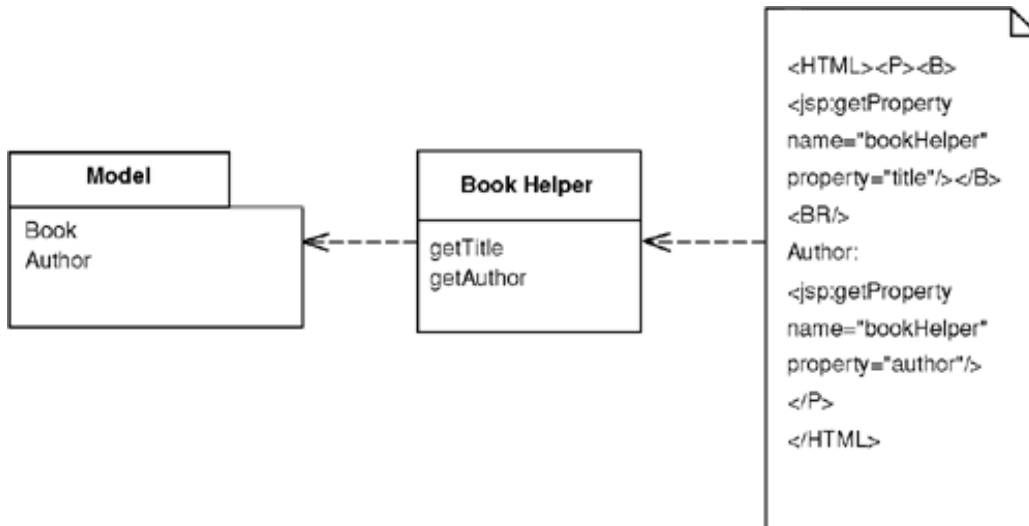 Model
Book
Author
Book Helper
getTitle
getAuthor
<HTML><P><B>
<jsp:getProperty
name="bookHelper"
property="title"/></B>
<BR/>
Author:
<jsp:getProperty
name="bookHelper"
property="author"/>
</P>
</HTML>